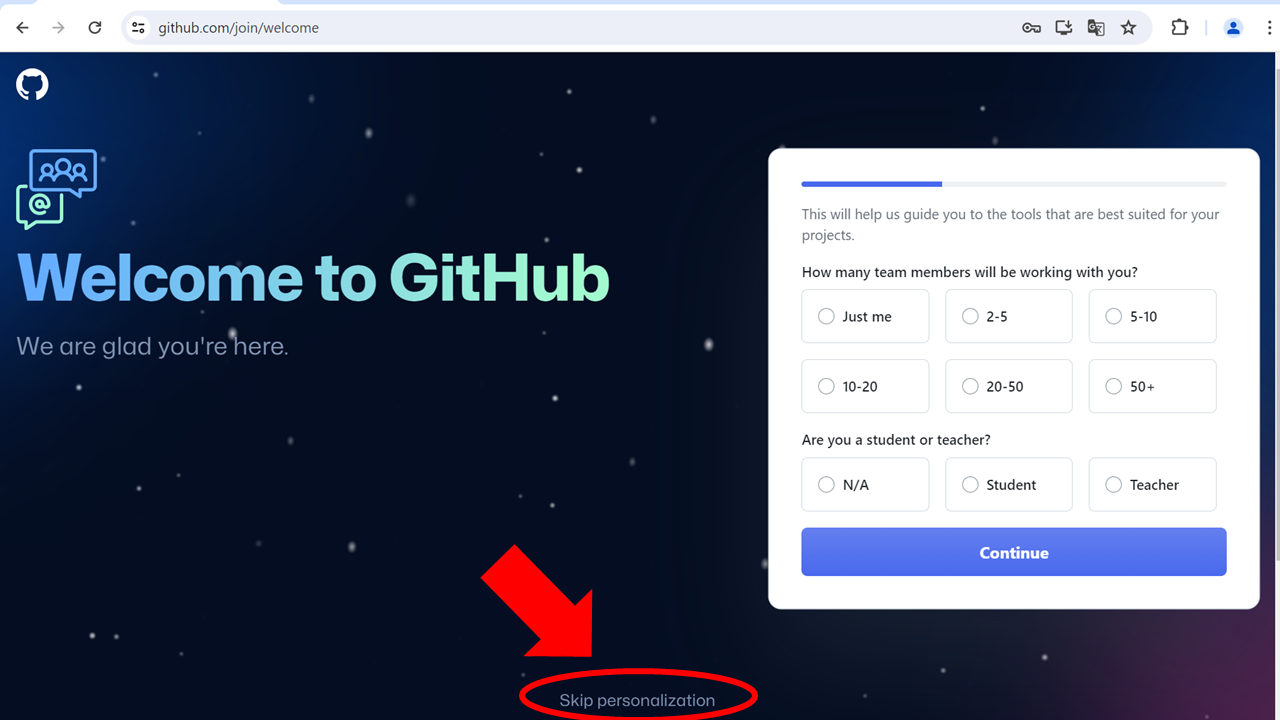 github.com/join/welcome
@
Welcome to GitHub
We are glad you're here.
This will help us guide you to the tools that are best suited for your
projects.
How many team members will be working with you?
Just me
2-5
5-10
10-20
20-50
50+
Are you a student or teacher?
N/A
Student
Teacher
Continue
Skip personalization